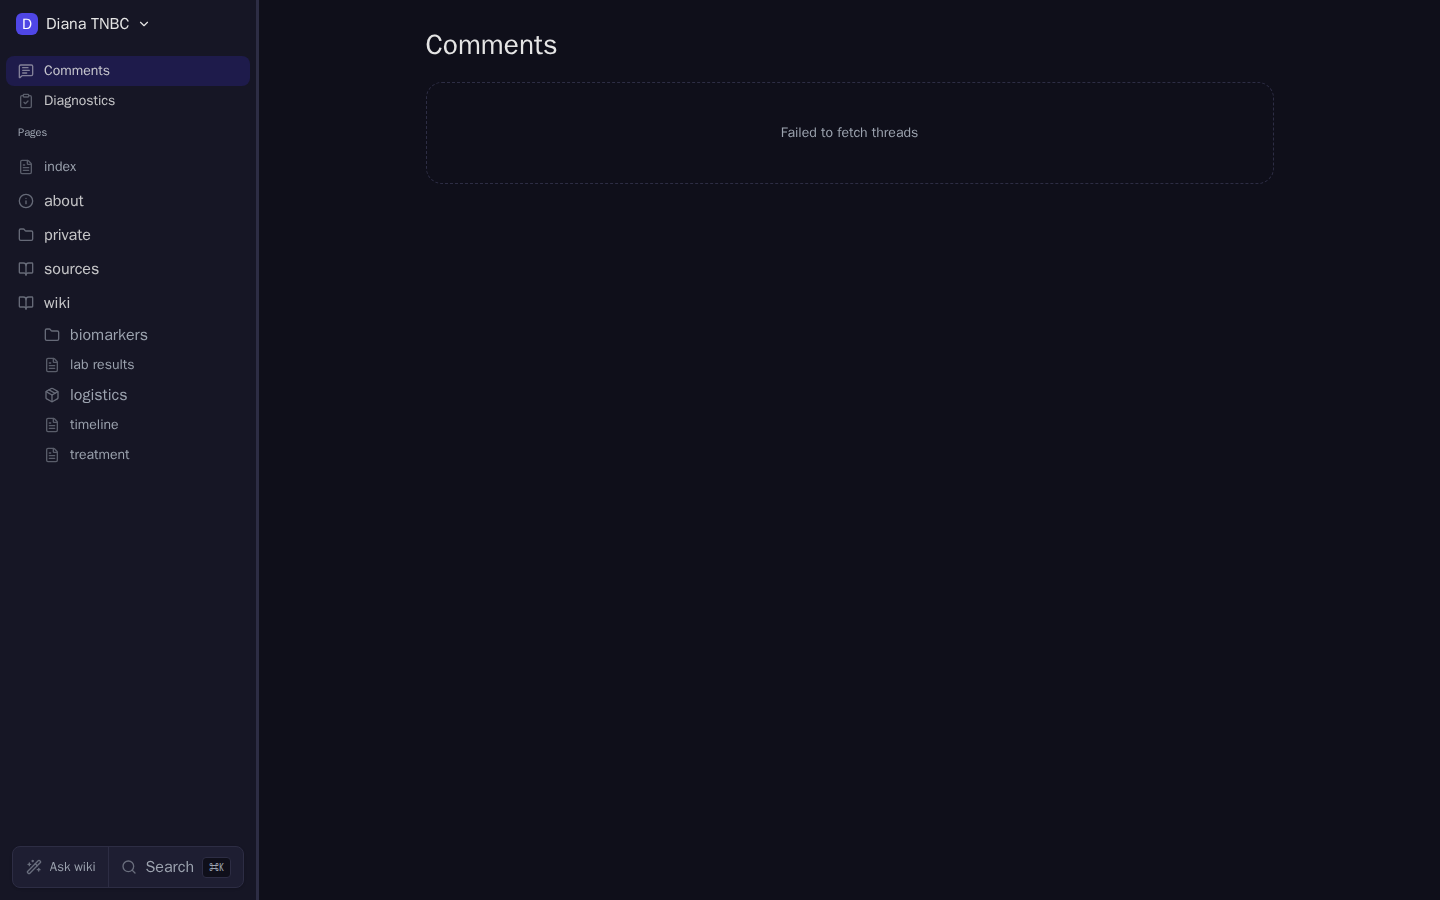 D Diana TNBC
Comments
Diagnostics
Pages
index
about
private
sources
wiki
biomarkers
lab results
logistics
timeline
treatment
Ask wiki
Search ⌘K
Comments
Failed to fetch threads